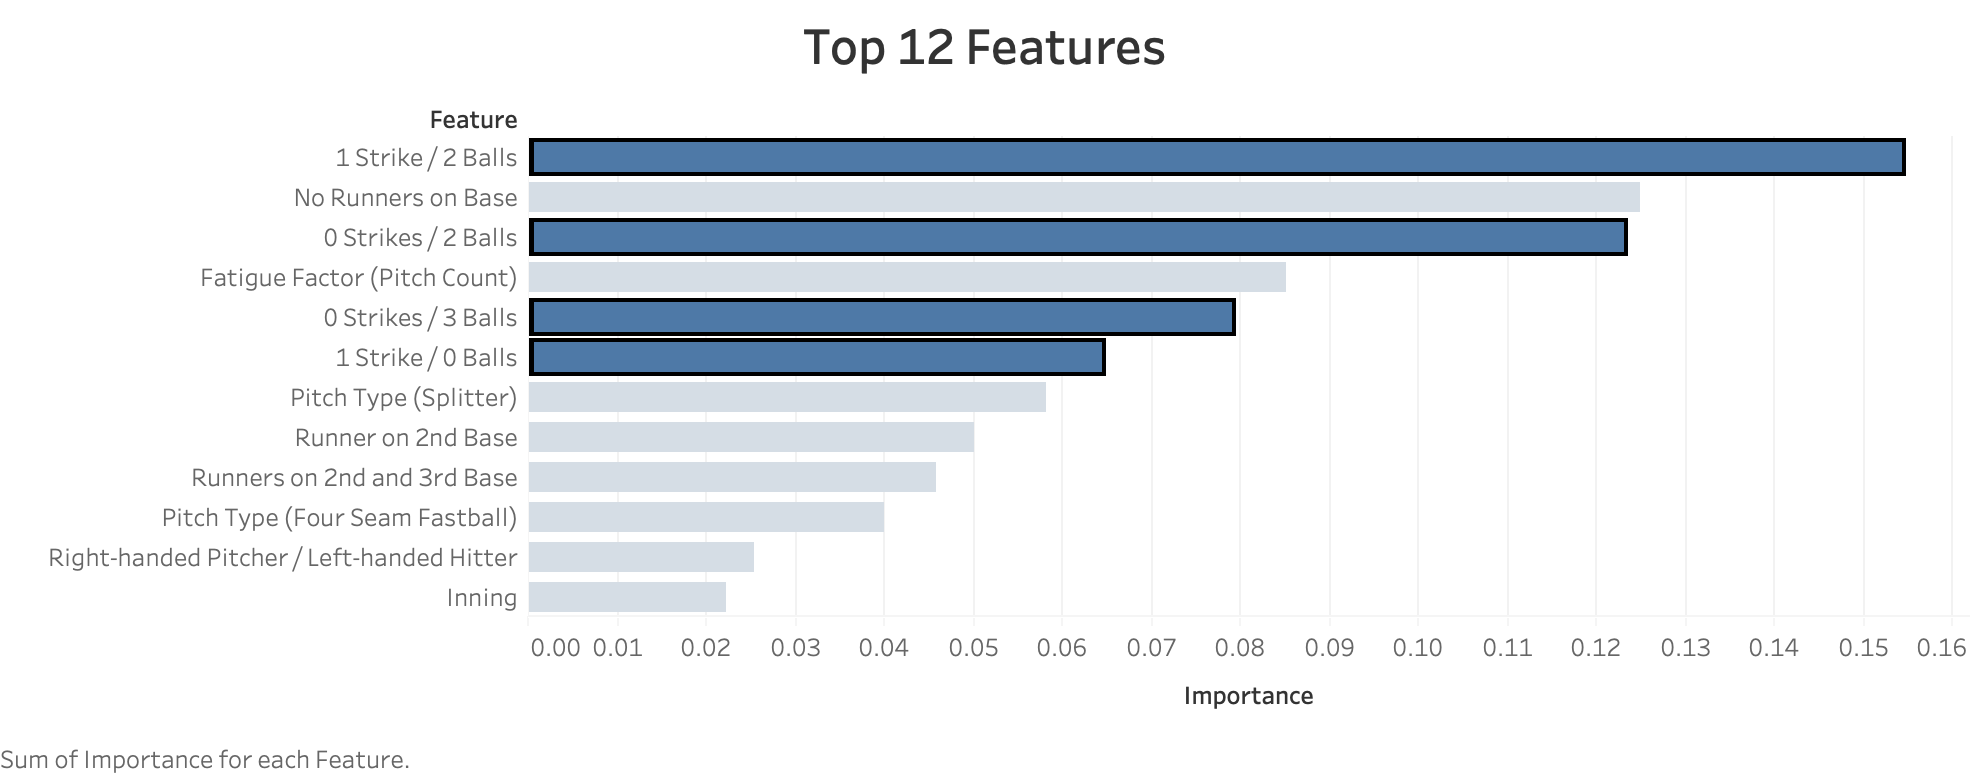 Top 12 Features
Feature
1 Strike / 2 Balls
No Runners on Base
0 Strikes / 2 Balls
Fatigue Factor (Pitch Count)
0 Strikes / 3 Balls
1 Strike / 0 Balls
Pitch Type (Splitter)
Runner on 2nd Base
Runners on 2nd and 3rd Base
Pitch Type (Four Seam Fastball)
Right-handed Pitcher / Left-handed Hitter
Inning
0.00 0.01 0.02 0.03 0.04 0.05 0.06 0.07 0.08 0.09 0.10 0.11 0.12 0.13 0.14 0.15 0.16
Importance
Sum of Importance for each Feature.